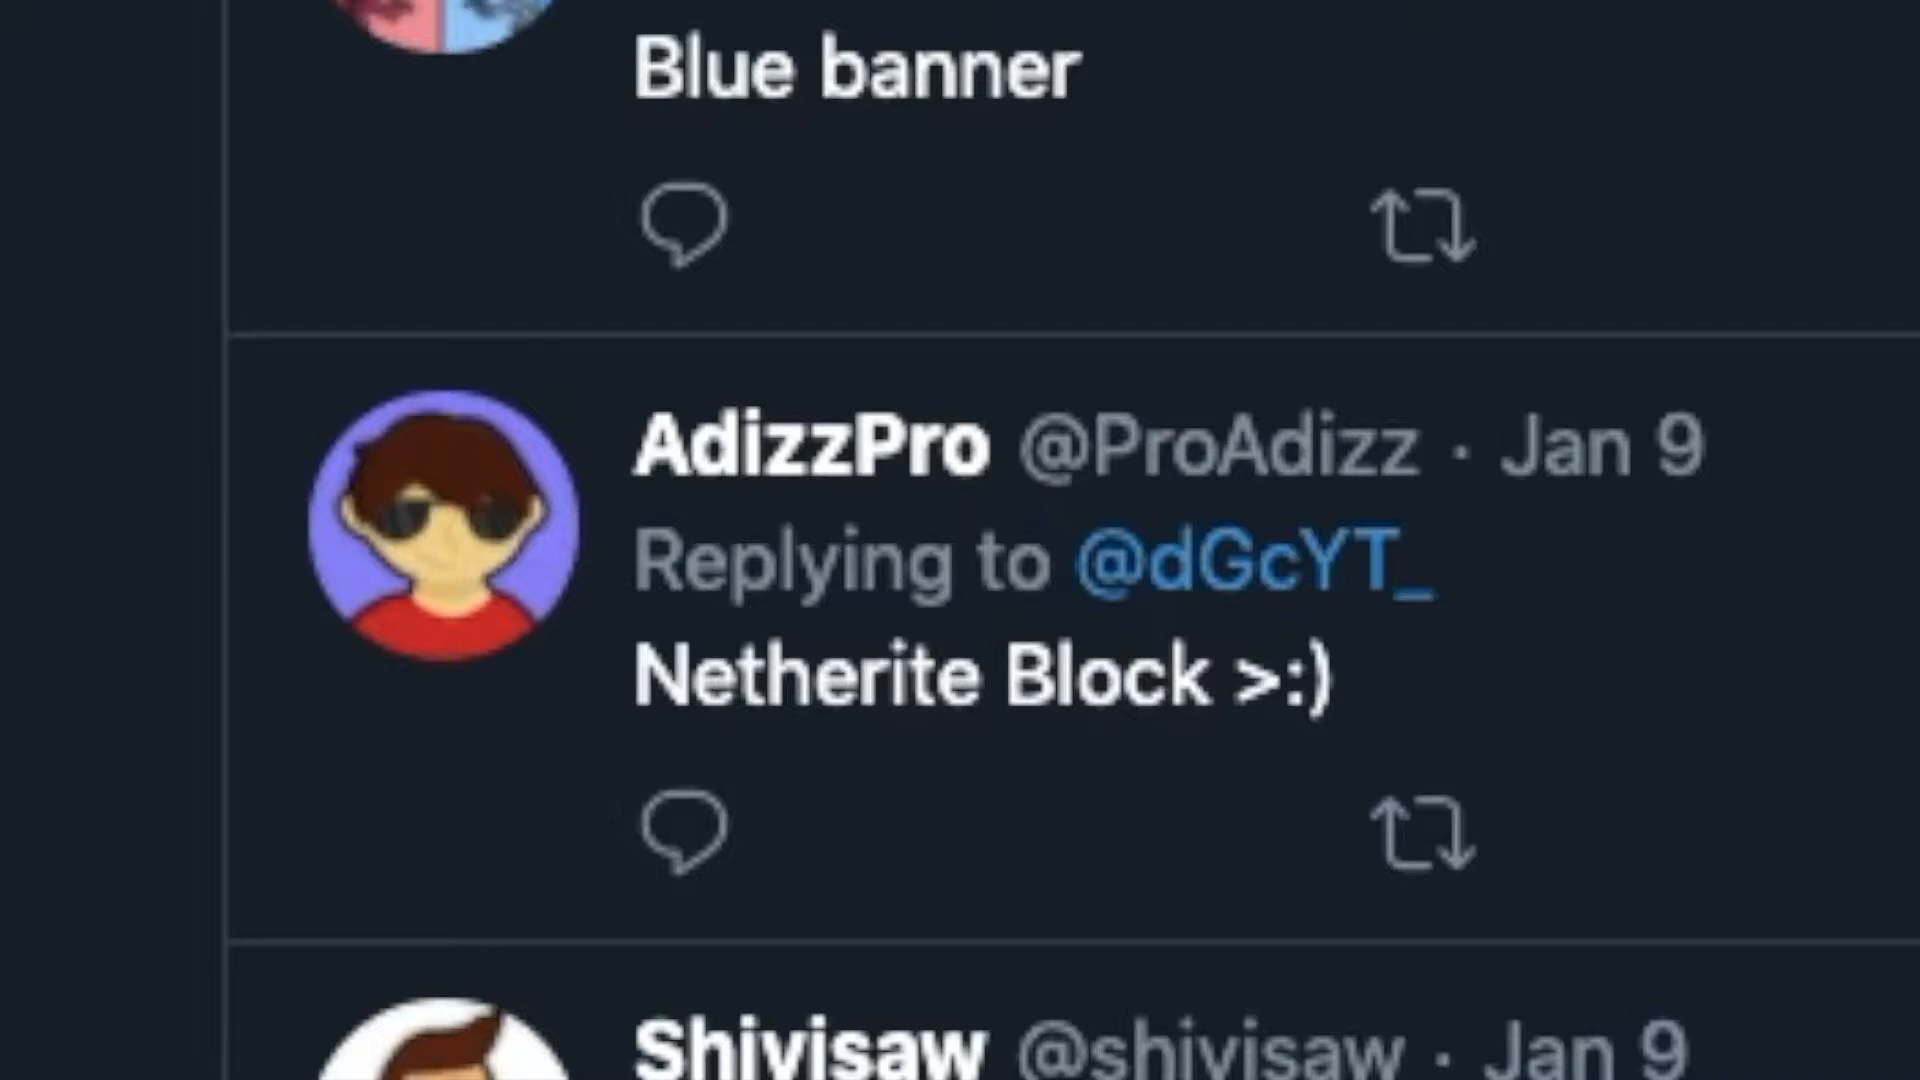 Blue banner
AdizzPro @ProAdizz · Jan 9
Replying to @dGcYT_
Netherite Block >:)
Shivisaw @shivisaw · Jan 9